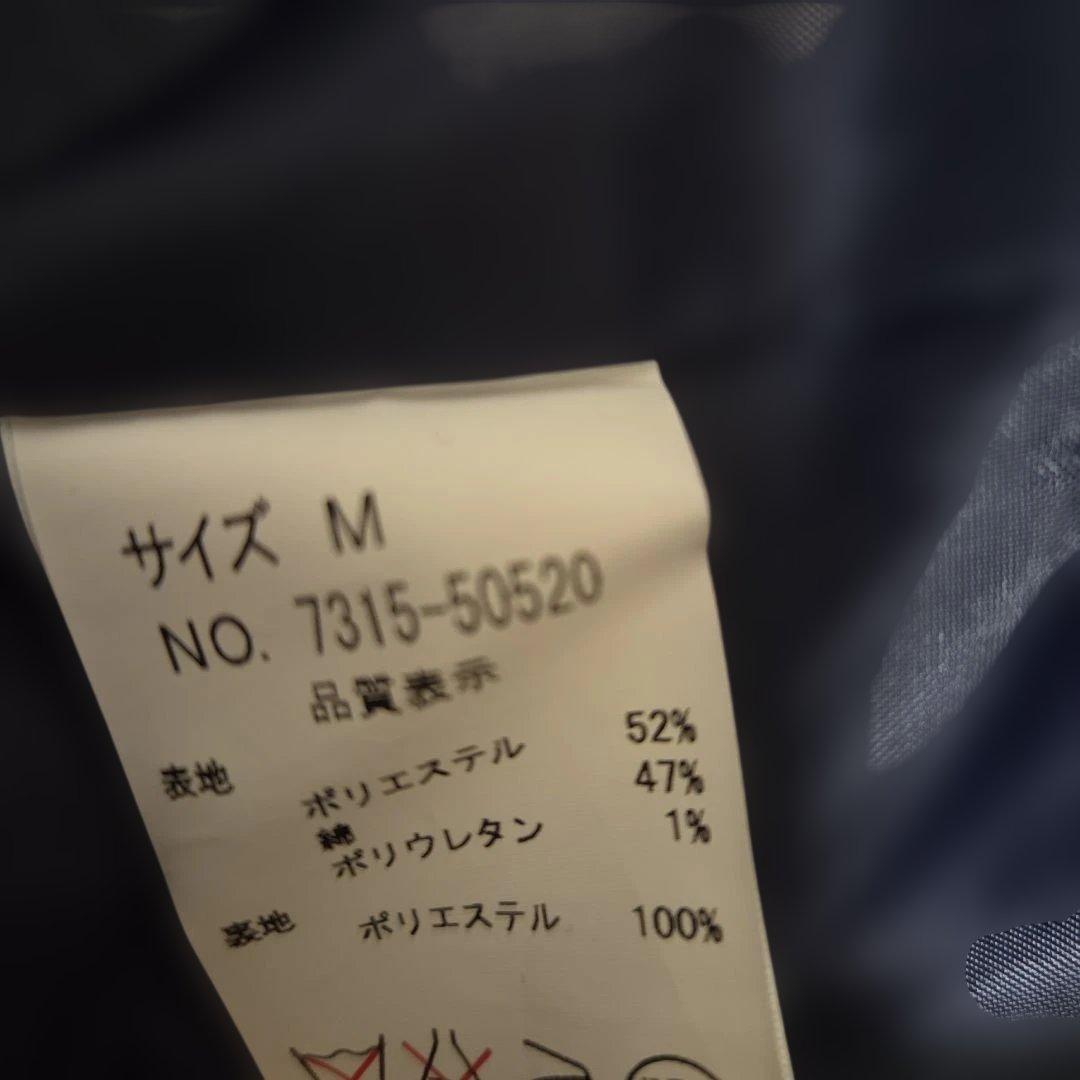 サイズ M
NO. 7315-50520
品質表示
表地 ポリエステル 52%
綿 47%
ポリウレタン 1%
裏地 ポリエステル 100%